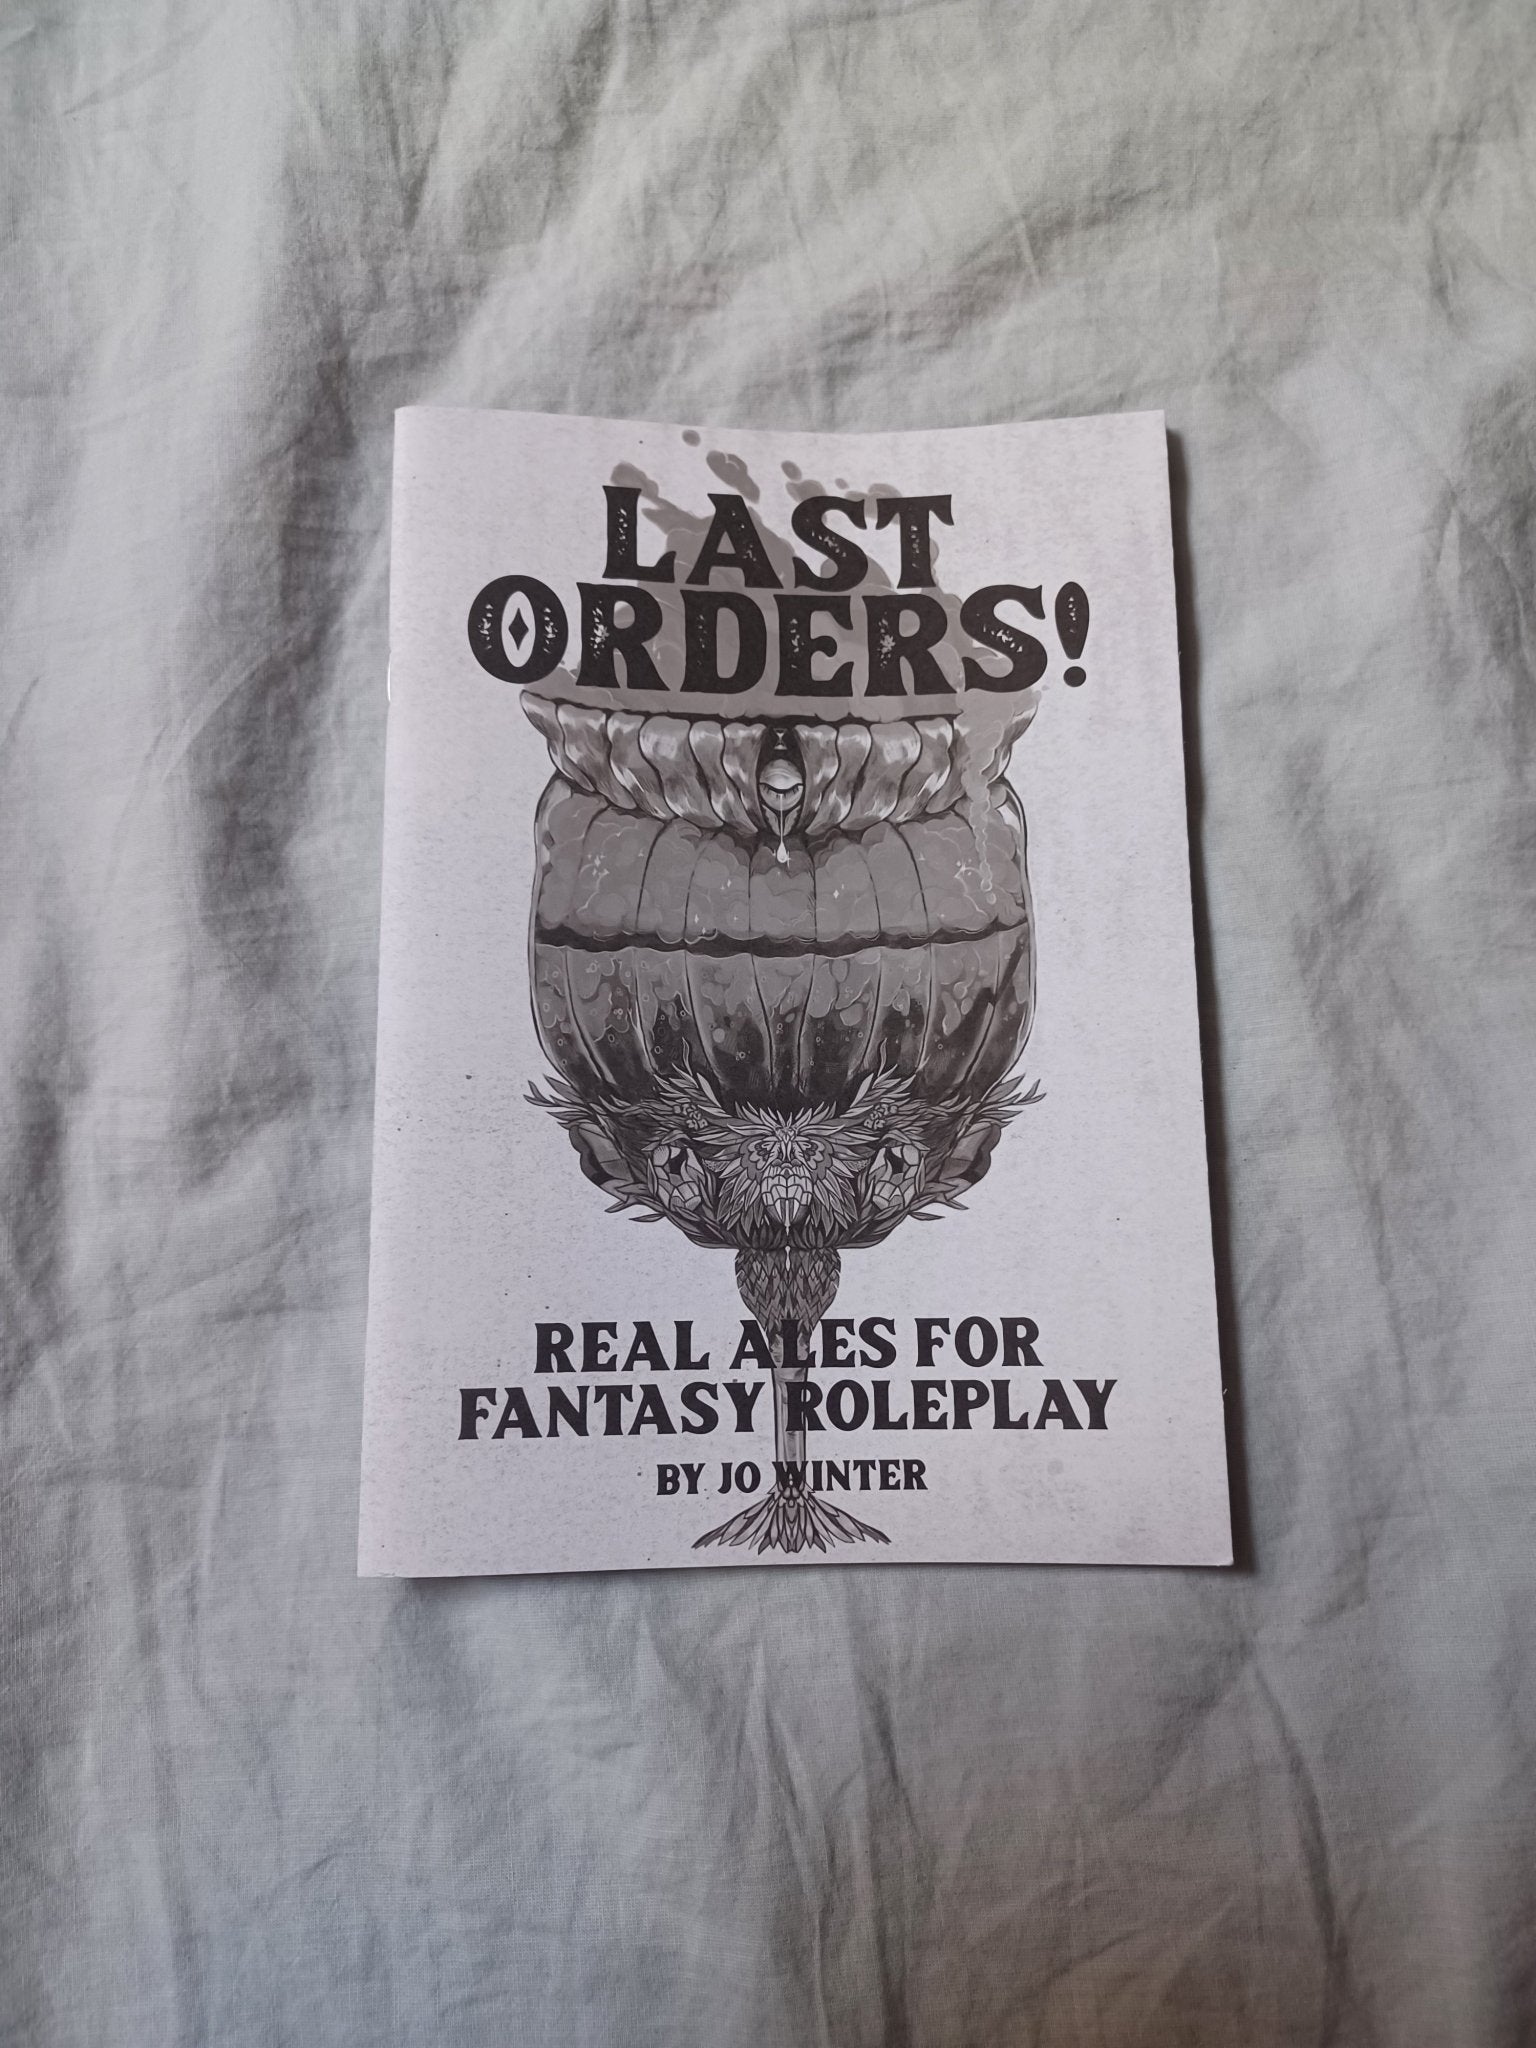 LAST
ORDERS!
REAL ALES FOR
FANTASY ROLEPLAY
BY JO WINTER